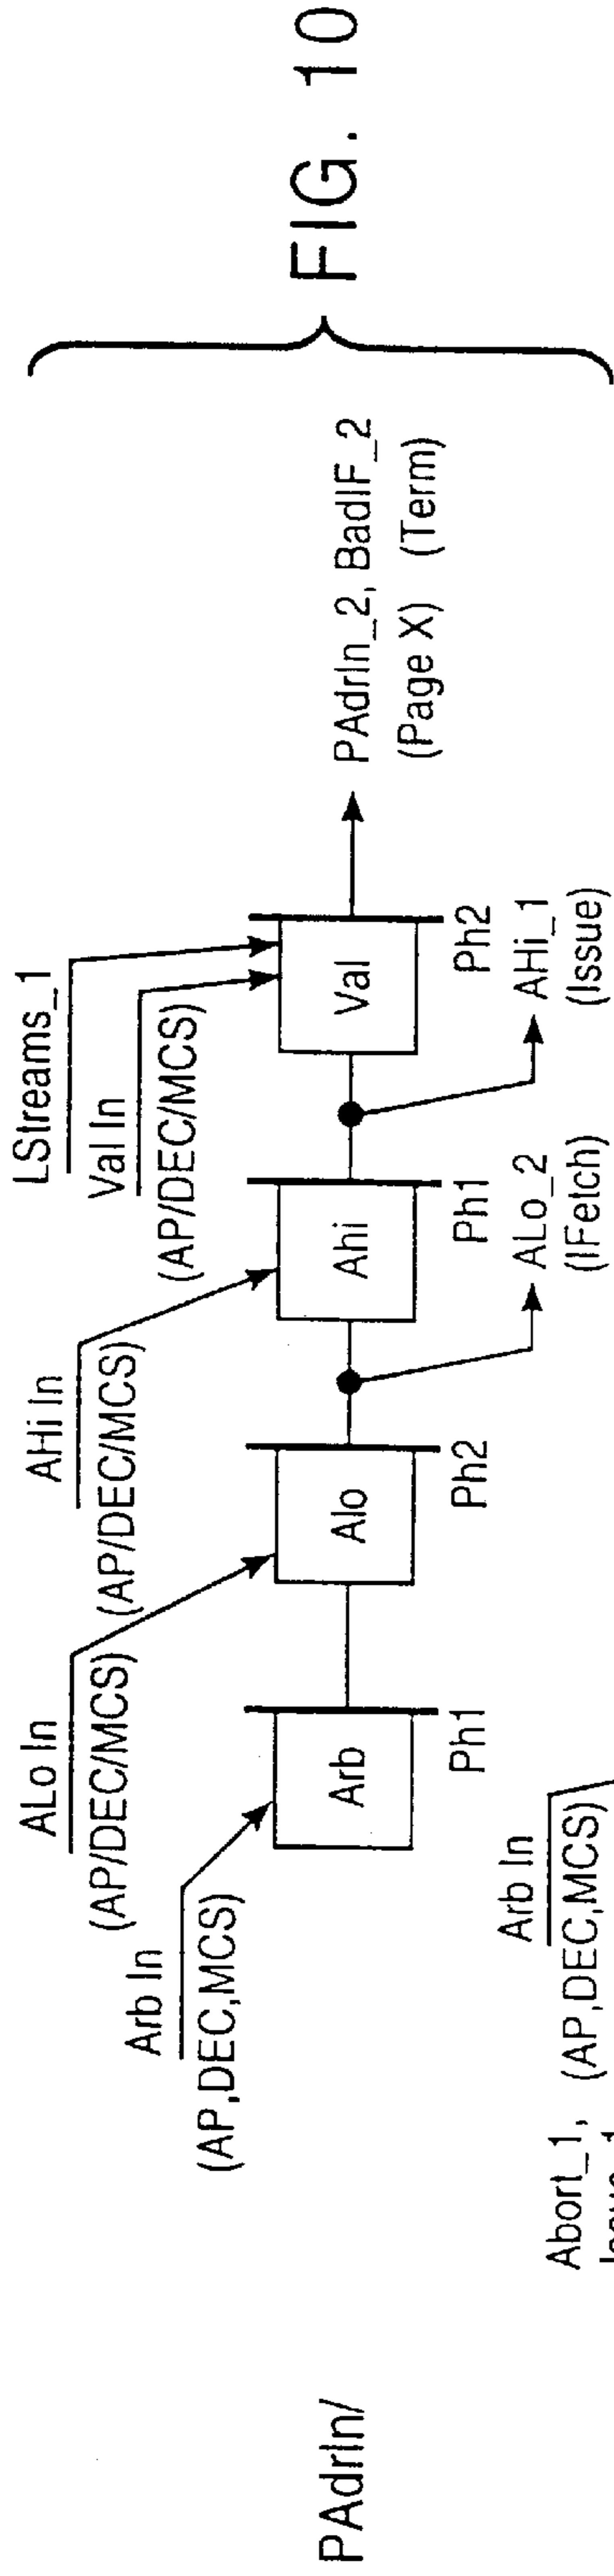 FIG. 10
LStreams_1
Val In
(AP/DEC/MCS)
AHi In
(AP/DEC/MCS)
ALo In
(AP/DEC/MCS)
Arb In
(AP,DEC,MCS)
PAdrIn/
Arb
Alo
Ahi
Val
PAdrIn_2, BadIF_2
(Page X) (Term)
Ph1
Ph2
Ph1
Ph2
ALo_2
(IFetch)
AHi_1
(Issue)
Arb In
(AP,DEC,MCS)
Abort_1,